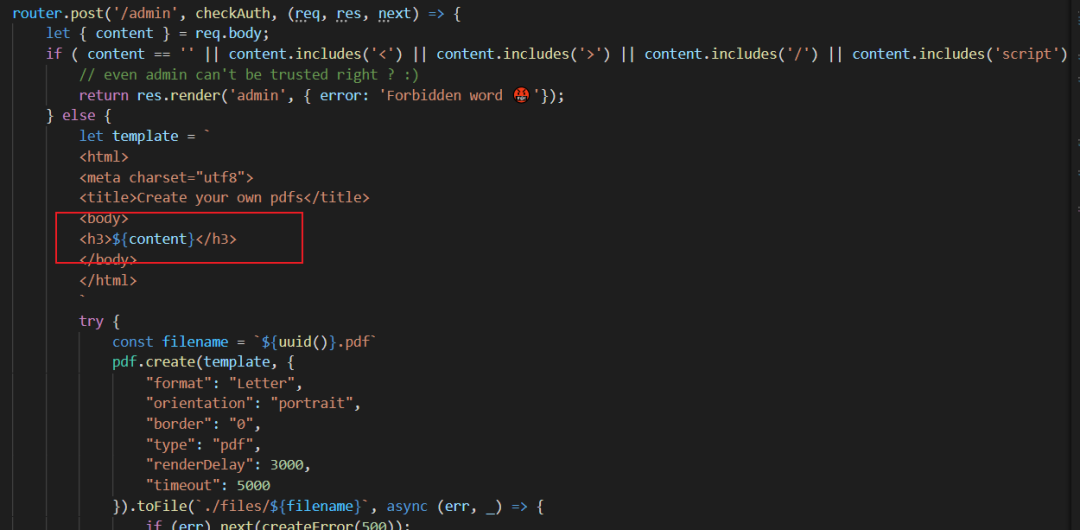 router.post('/admin', checkAuth, (req, res, next) => {
let { content } = req.body;
if ( content == '' || content.includes('<') || content.includes('>') || content.includes('/') || content.includes('script')
// even admin can't be trusted right ? :)
return res.render('admin', { error: 'Forbidden word 🤬'});
} else {
let template = `
<html>
<meta charset="utf8">
<title>Create your own pdfs</title>
<body>
<h3>${content}</h3>
</body>
</html>
`
try {
const filename = `${uuid()}.pdf`
pdf.create(template, {
"format": "Letter",
"orientation": "portrait",
"border": "0",
"type": "pdf",
"renderDelay": 3000,
"timeout": 5000
}).toFile(`./files/${filename}`, async (err, _) => {
if (err) next(createError(500));